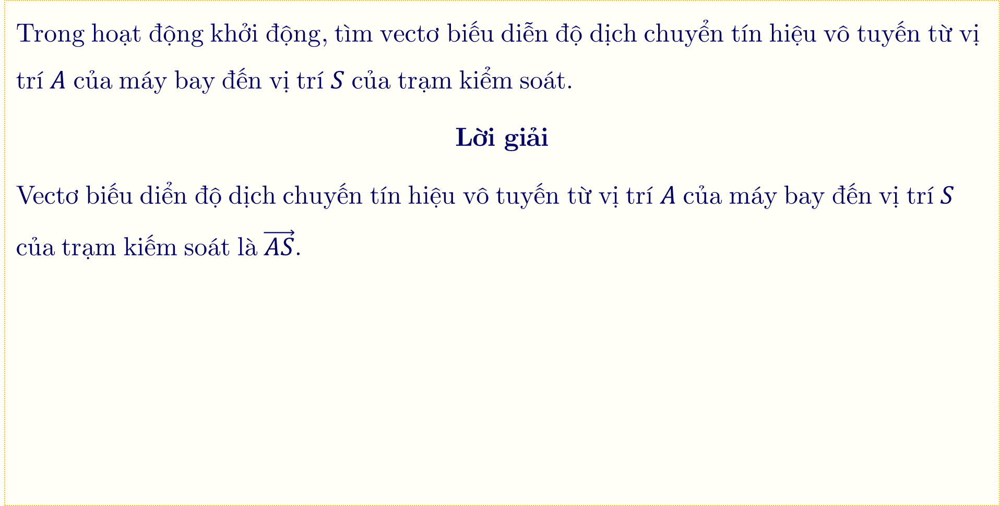 Trong hoạt động khởi động, tìm vectơ biếu diễn độ dịch chuyển tín hiệu vô tuyến từ vị
trí A của máy bay đến vị trí S của trạm kiểm soát.
Lời giải
Vectơ biếu diển độ dịch chuyến tín hiệu vô tuyến từ vị trí A của máy bay đến vị trí S
của trạm kiếm soát là $\overrightarrow{AS}$.